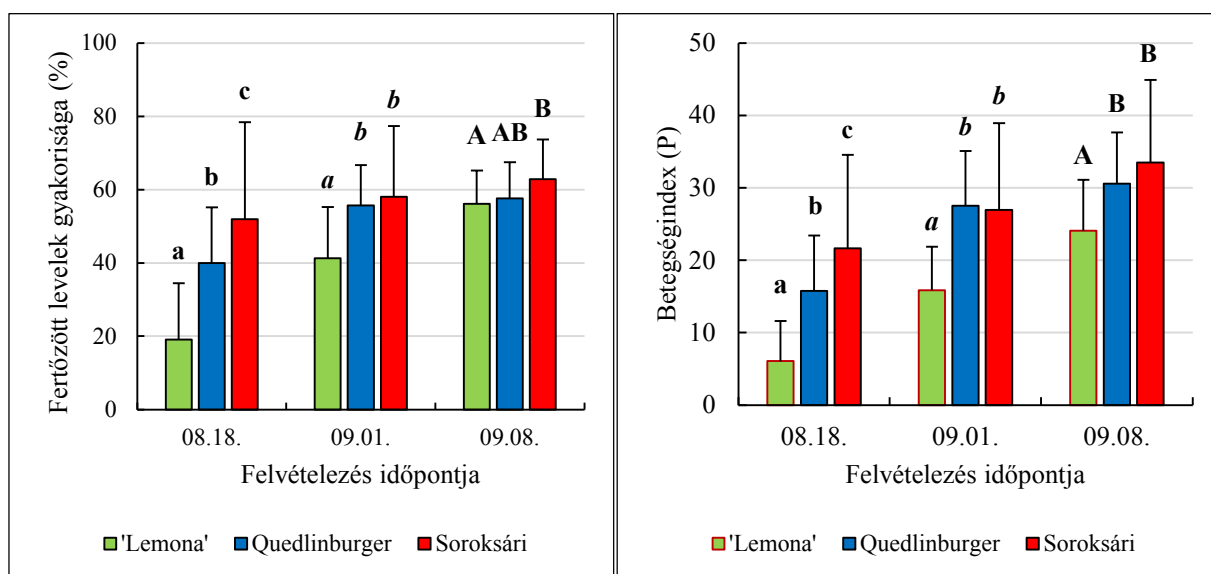 Fertőzött levelek gyakorisága (%)
100
80
60
40
20
0
a
b
c
a
b
b
A
AB
B
08.18.
09.01.
09.08.
Felvételezés időpontja
'Lemona'
Quedlinburger
Soroksári
Betegségindex (P)
50
40
30
20
10
0
a
b
c
a
b
b
A
B
B
08.18.
09.01.
09.08.
Felvételezés időpontja
'Lemona'
Quedlinburger
Soroksári